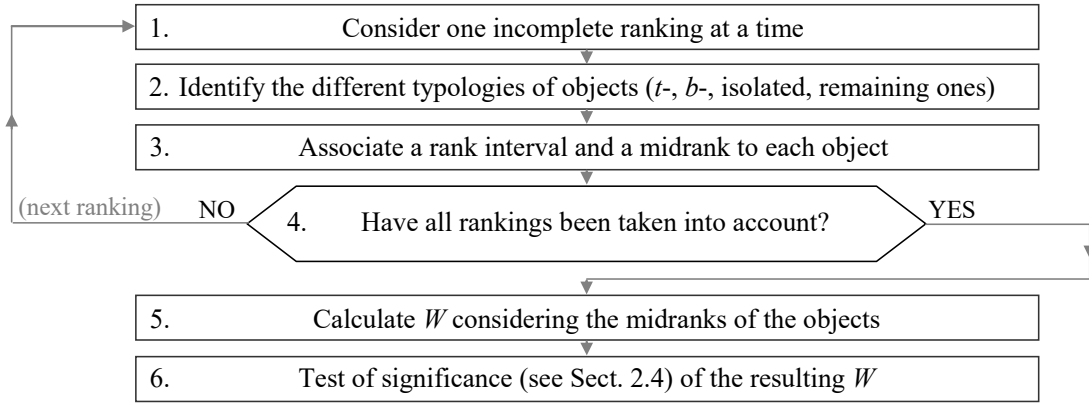 1. Consider one incomplete ranking at a time
2. Identify the different typologies of objects (t-, b-, isolated, remaining ones)
3. Associate a rank interval and a midrank to each object
(next ranking) NO
4. Have all rankings been taken into account?
YES
5. Calculate W considering the midranks of the objects
6. Test of significance (see Sect. 2.4) of the resulting W